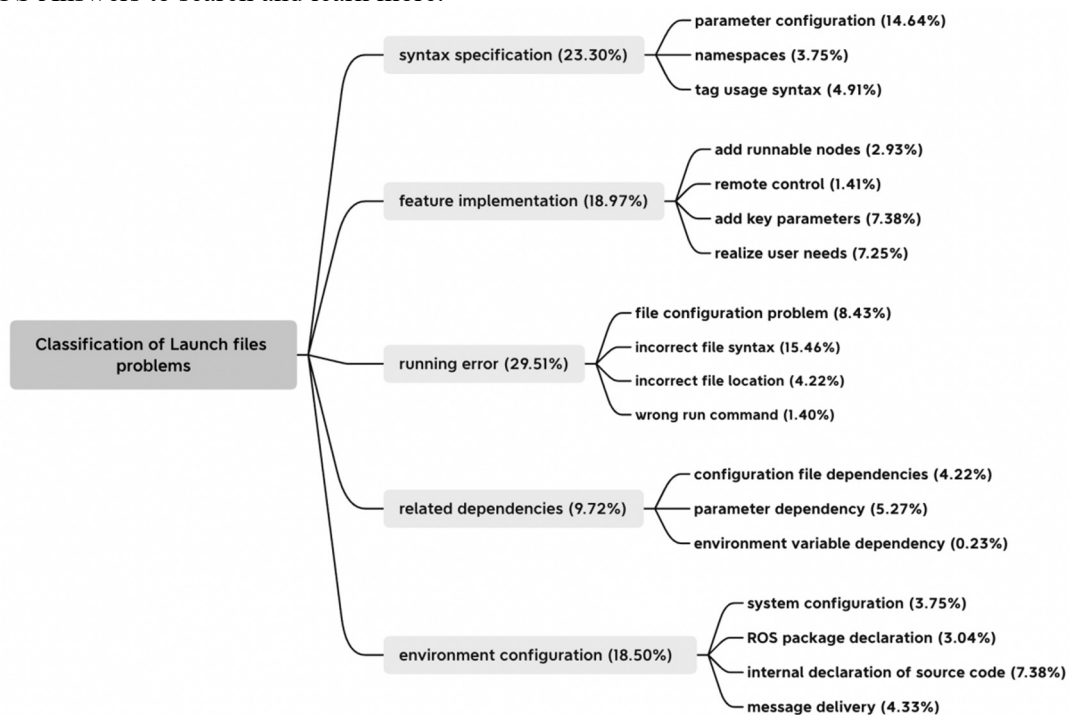 Classification of Launch files
problems
syntax specification (23.30%)
parameter configuration (14.64%)
namespaces (3.75%)
tag usage syntax (4.91%)
feature implementation (18.97%)
add runnable nodes (2.93%)
remote control (1.41%)
add key parameters (7.38%)
realize user needs (7.25%)
running error (29.51%)
file configuration problem (8.43%)
incorrect file syntax (15.46%)
incorrect file location (4.22%)
wrong run command (1.40%)
related dependencies (9.72%)
configuration file dependencies (4.22%)
parameter dependency (5.27%)
environment variable dependency (0.23%)
environment configuration (18.50%)
system configuration (3.75%)
ROS package declaration (3.04%)
internal declaration of source code (7.38%)
message delivery (4.33%)